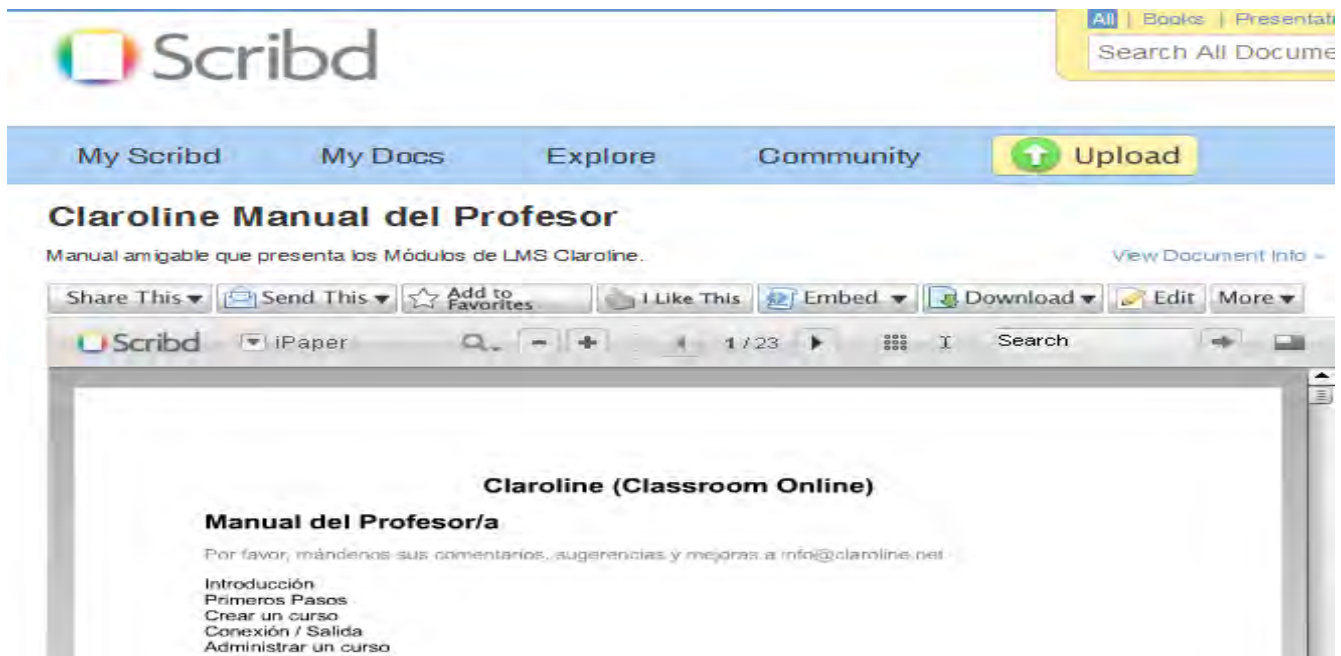 All | Books | Presentat
Scribd
Search All Docume
My Scribd My Docs Explore Community Upload
Claroline Manual del Profesor
Manual amigable que presenta los Módulos de LMS Claroline.
View Document Info
Share This Send This Add to Favorites I Like This Embed Download Edit More
Scribd iPaper 1 / 23 Search
Claroline (Classroom Online)
Manual del Profesor/a
Por favor, mándenos sus comentarios, sugerencias y mejoras a info@claroline.net
Introducción
Primeros Pasos
Crear un curso
Conexión / Salida
Administrar un curso